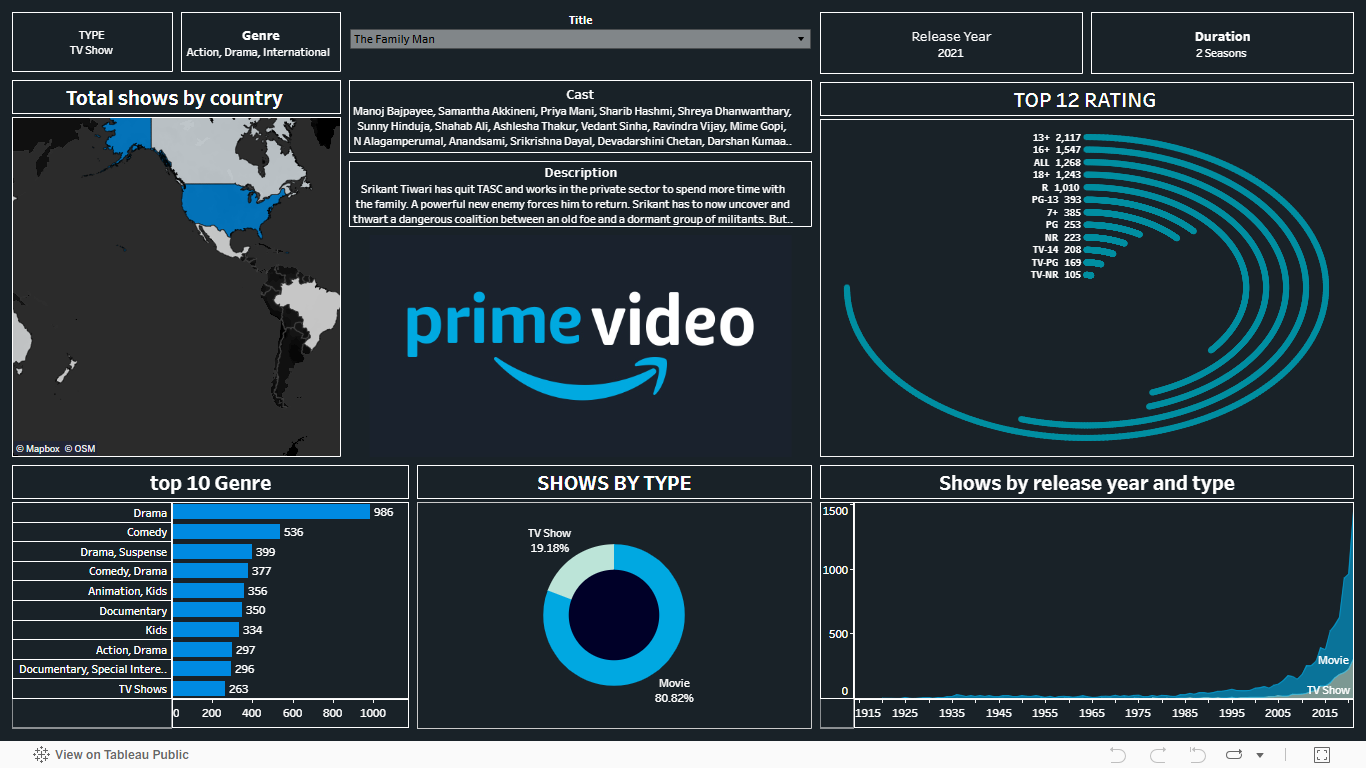 TYPE
TV Show
Genre
Action, Drama, International
Title
The Family Man
Release Year
2021
Duration
2 Seasons
Total shows by country
© Mapbox © OSM
Cast
Manoj Bajpayee, Samantha Akkineni, Priya Mani, Sharib Hashmi, Shreya Dhanwanthary,
Sunny Hinduja, Shahab Ali, Ashlesha Thakur, Vedant Sinha, Ravindra Vijay, Mime Gopi,
N Alagamperumal, Anandsami, Srikrishna Dayal, Devadarshini Chetan, Darshan Kumaa..
Description
Srikant Tiwari has quit TASC and works in the private sector to spend more time with
the family. A powerful new enemy forces him to return. Srikant has to now uncover and
thwart a dangerous coalition between an old foe and a dormant group of militants. But..
prime video
TOP 12 RATING
13+ 2,117
16+ 1,547
ALL 1,268
18+ 1,243
R 1,010
PG-13 393
7+ 385
PG 253
NR 223
TV-14 208
TV-PG 169
TV-NR 105
top 10 Genre
Drama 986
Comedy 536
Drama, Suspense 399
Comedy, Drama 377
Animation, Kids 356
Documentary 350
Kids 334
Action, Drama 297
Documentary, Special Intere.. 296
TV Shows 263
0 200 400 600 800 1000
SHOWS BY TYPE
TV Show
19.18%
Movie
80.82%
Shows by release year and type
1500
1000
500
0
Movie
TV Show
1915 1925 1935 1945 1955 1965 1975 1985 1995 2005 2015
View on Tableau Public